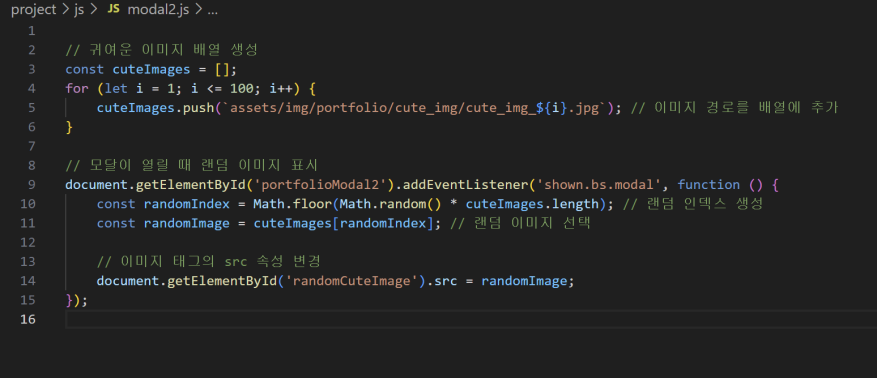 project > js > JS modal2.js > ...
1
2 // 귀여운 이미지 배열 생성
3 const cuteImages = [];
4 for (let i = 1; i <= 100; i++) {
5     cuteImages.push(`assets/img/portfolio/cute_img/cute_img_${i}.jpg`); // 이미지 경로를 배열에 추가
6 }
7
8 // 모달이 열릴 때 랜덤 이미지 표시
9 document.getElementById('portfolioModal2').addEventListener('shown.bs.modal', function () {
10     const randomIndex = Math.floor(Math.random() * cuteImages.length); // 랜덤 인덱스 생성
11     const randomImage = cuteImages[randomIndex]; // 랜덤 이미지 선택
12
13     // 이미지 태그의 src 속성 변경
14     document.getElementById('randomCuteImage').src = randomImage;
15 });
16